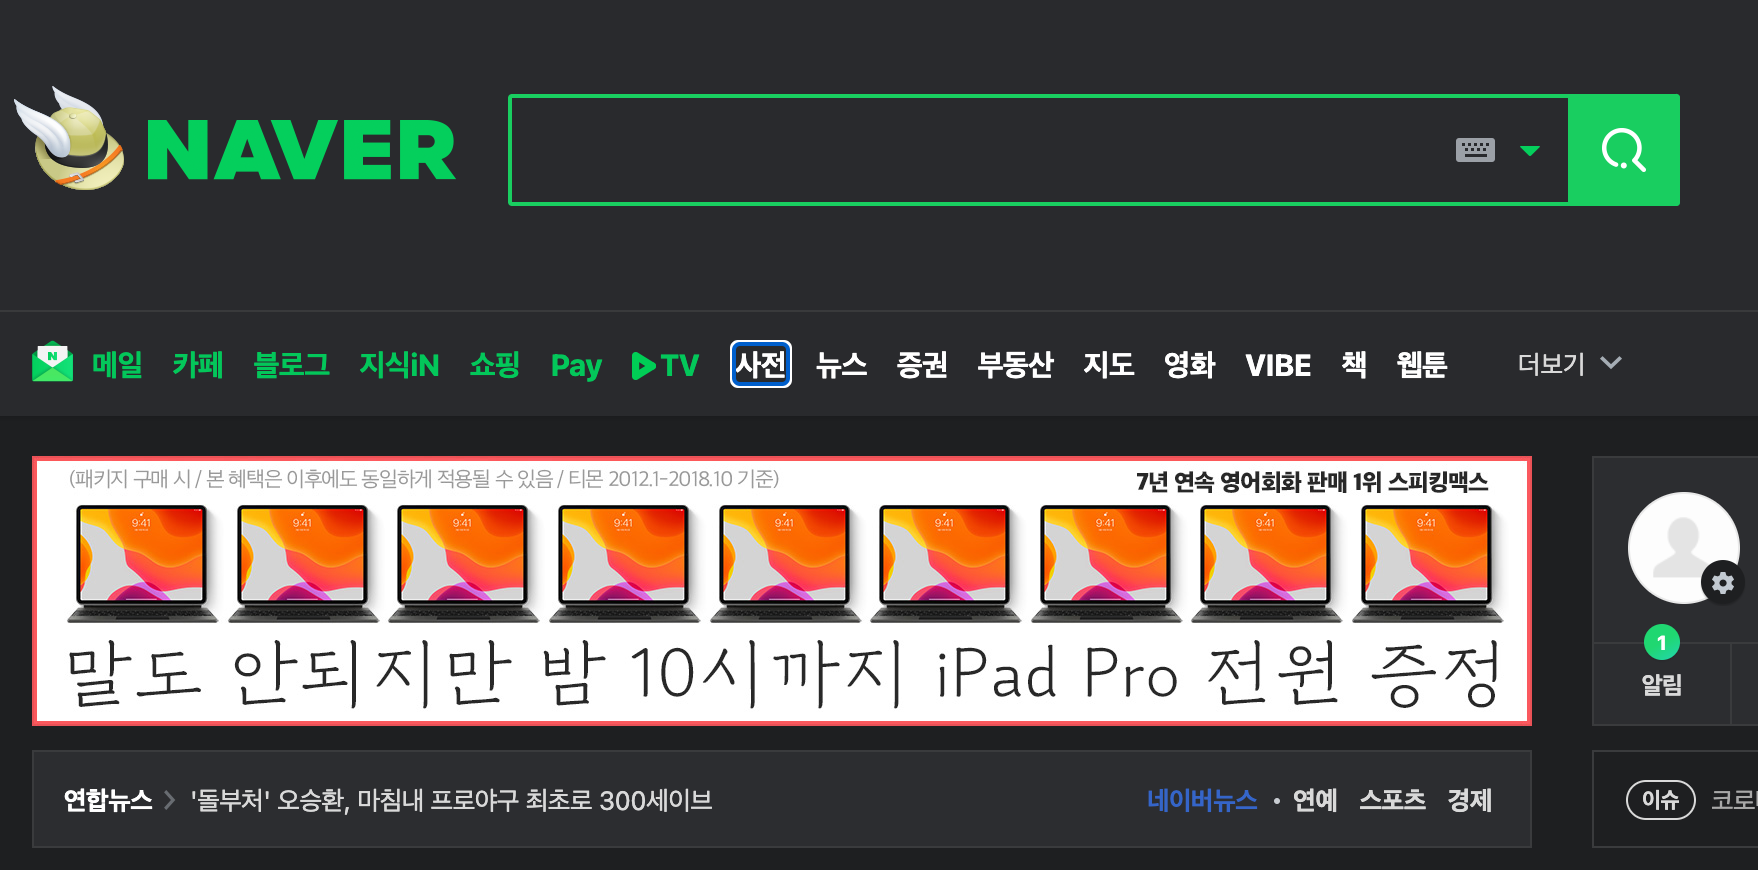 NAVER
N
메일 카페 블로그 지식iN 쇼핑 Pay TV 사전 뉴스 증권 부동산 지도 영화 VIBE 책 웹툰 더보기
(패키지 구매 시 / 본 혜택은 이후에도 동일하게 적용될 수 있음 / 티몬 2012.1-2018.10 기준)
7년 연속 영어회화 판매 1위 스피킹맥스
9:41 9:41 9:41 9:41 9:41 9:41 9:41 9:41 9:41
말도 안되지만 밤 10시까지 iPad Pro 전원 증정
1
알림
연합뉴스 '돌부처' 오승환, 마침내 프로야구 최초로 300세이브
네이버뉴스 · 연예 스포츠 경제
이슈